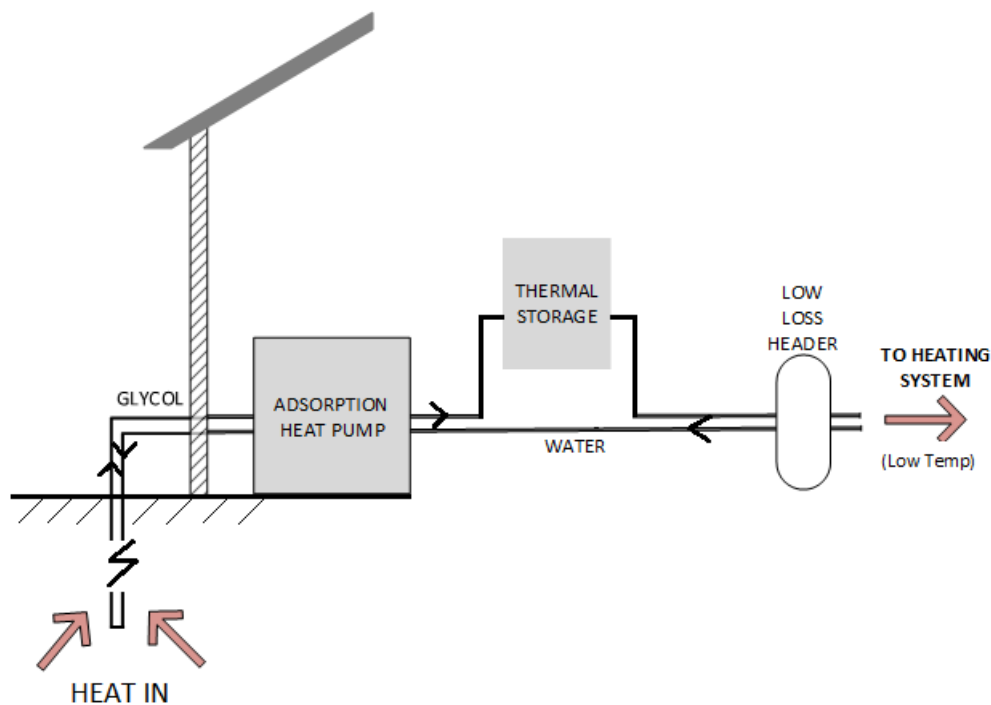 THERMAL
STORAGE
LOW
LOSS
HEADER
TO HEATING
SYSTEM
(Low Temp)
GLYCOL
ADSORPTION
HEAT PUMP
WATER
HEAT IN